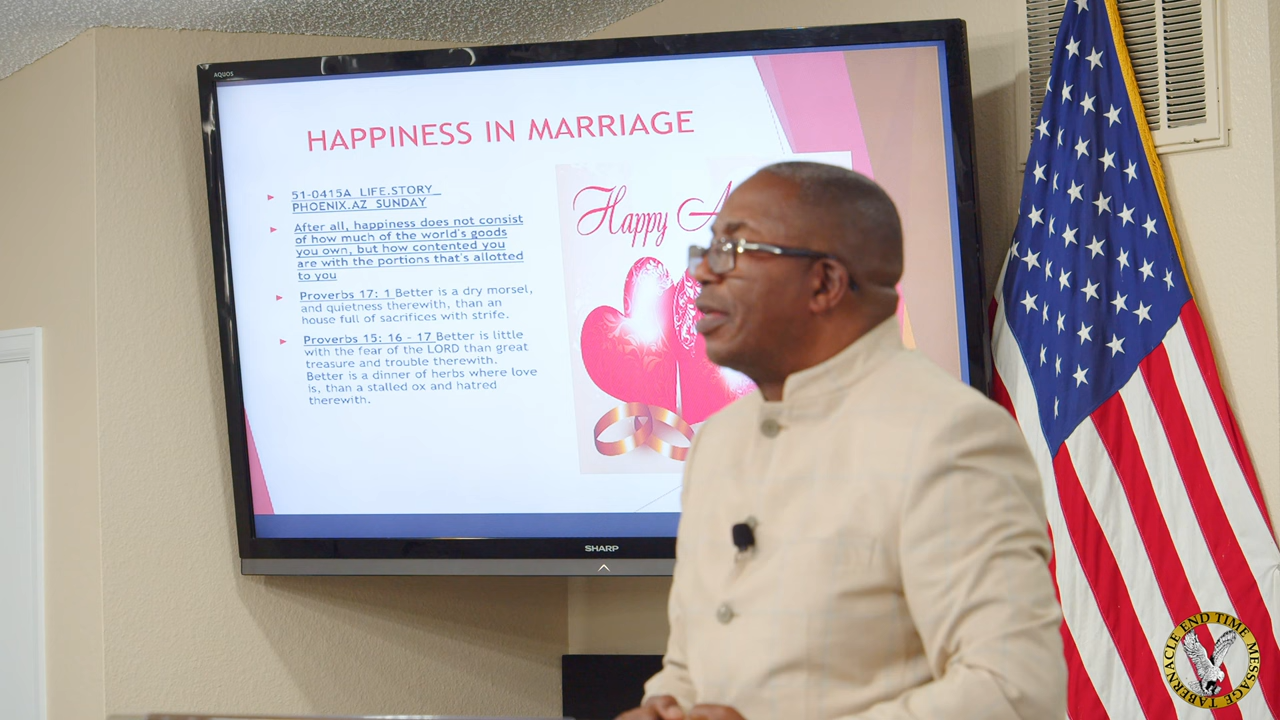 AQUOS
HAPPINESS IN MARRIAGE
51-0415A LIFE.STORY_
PHOENIX.AZ SUNDAY
After all, happiness does not consist
of how much of the world's goods
you own, but how contented you
are with the portions that's allotted
to you
Proverbs 17: 1 Better is a dry morsel,
and quietness therewith, than an
house full of sacrifices with strife.
Proverbs 15: 16 - 17 Better is little
with the fear of the LORD than great
treasure and trouble therewith.
Better is a dinner of herbs where love
is, than a stalled ox and hatred
therewith.
Happy
SHARP
END TIME MESSAGE TABERNACLE